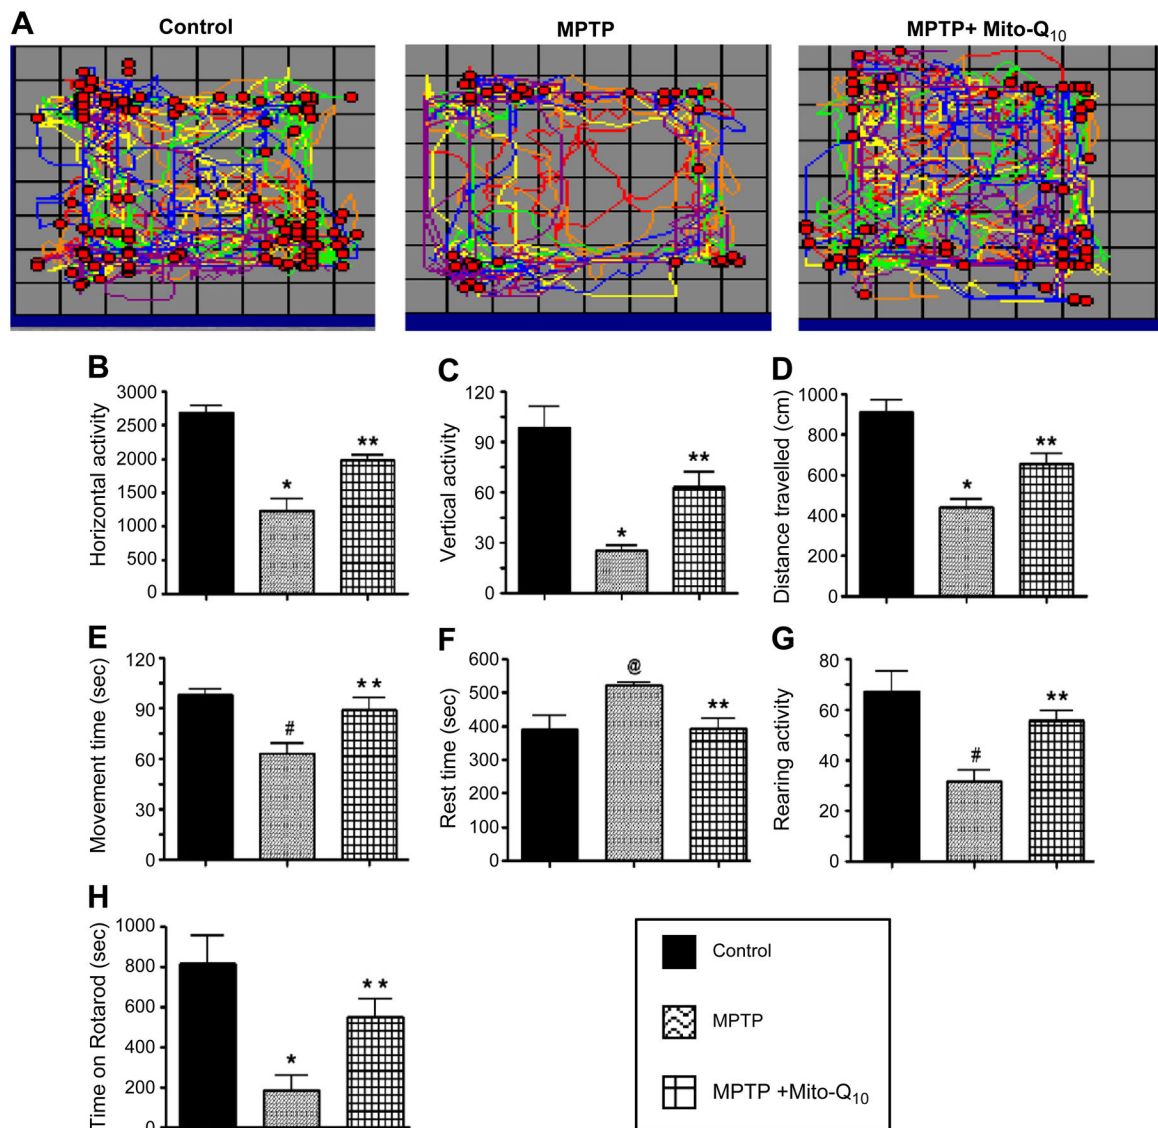 A
Control
MPTP
MPTP+ Mito-Q10
B
Horizontal activity
3000
2500
2000
1500
1000
500
0
*
**
C
Vertical activity
120
90
60
30
0
*
**
D
Distance travelled (cm)
1000
800
600
400
200
0
*
**
E
Movement time (sec)
120
90
60
30
0
#
**
F
Rest time (sec)
600
500
400
300
200
100
0
@
**
G
Rearing activity
80
60
40
20
0
#
**
H
Time on Rotarod (sec)
1000
800
600
400
200
0
*
**
Control
MPTP
MPTP +Mito-Q10